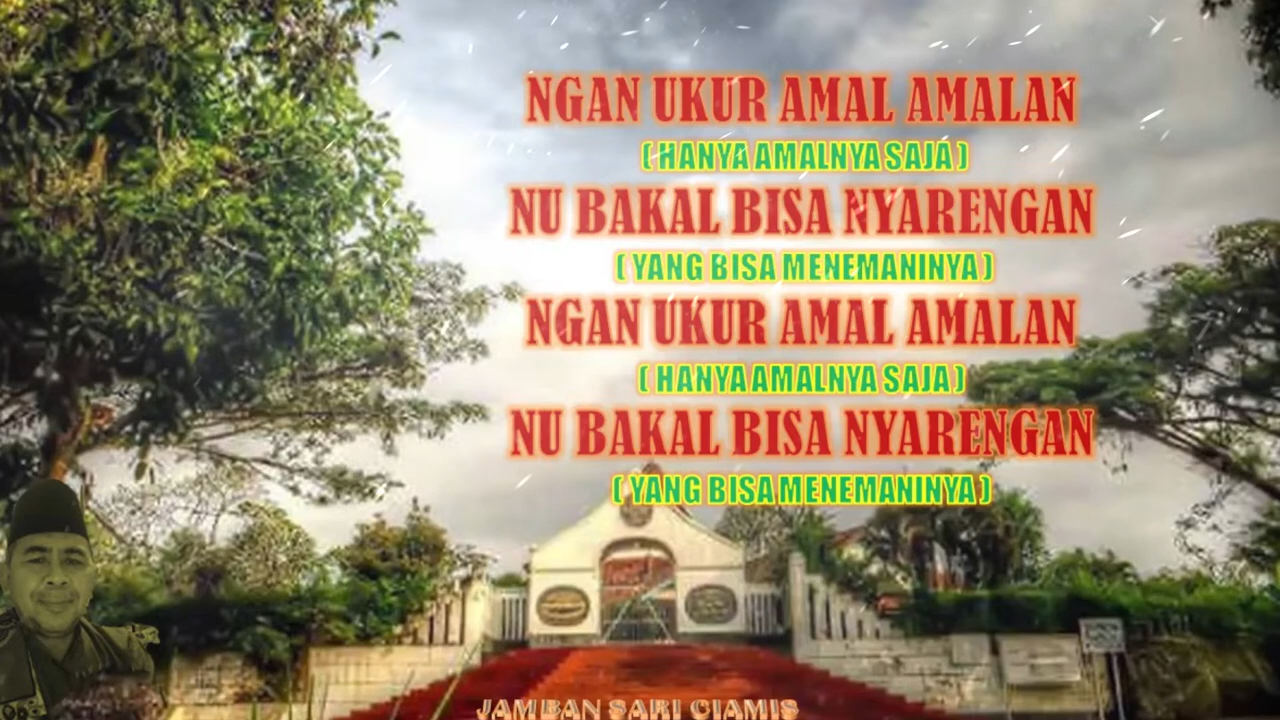 NGAN UKUR AMAL AMALAN
( HANYA AMALNYA SAJA )
NU BAKAL BISA NYARENGAN
( YANG BISA MENEMANINYA )
NGAN UKUR AMAL AMALAN
( HANYA AMALNYA SAJA )
NU BAKAL BISA NYARENGAN
( YANG BISA MENEMANINYA )
JAMBAN SARI CIAMIS